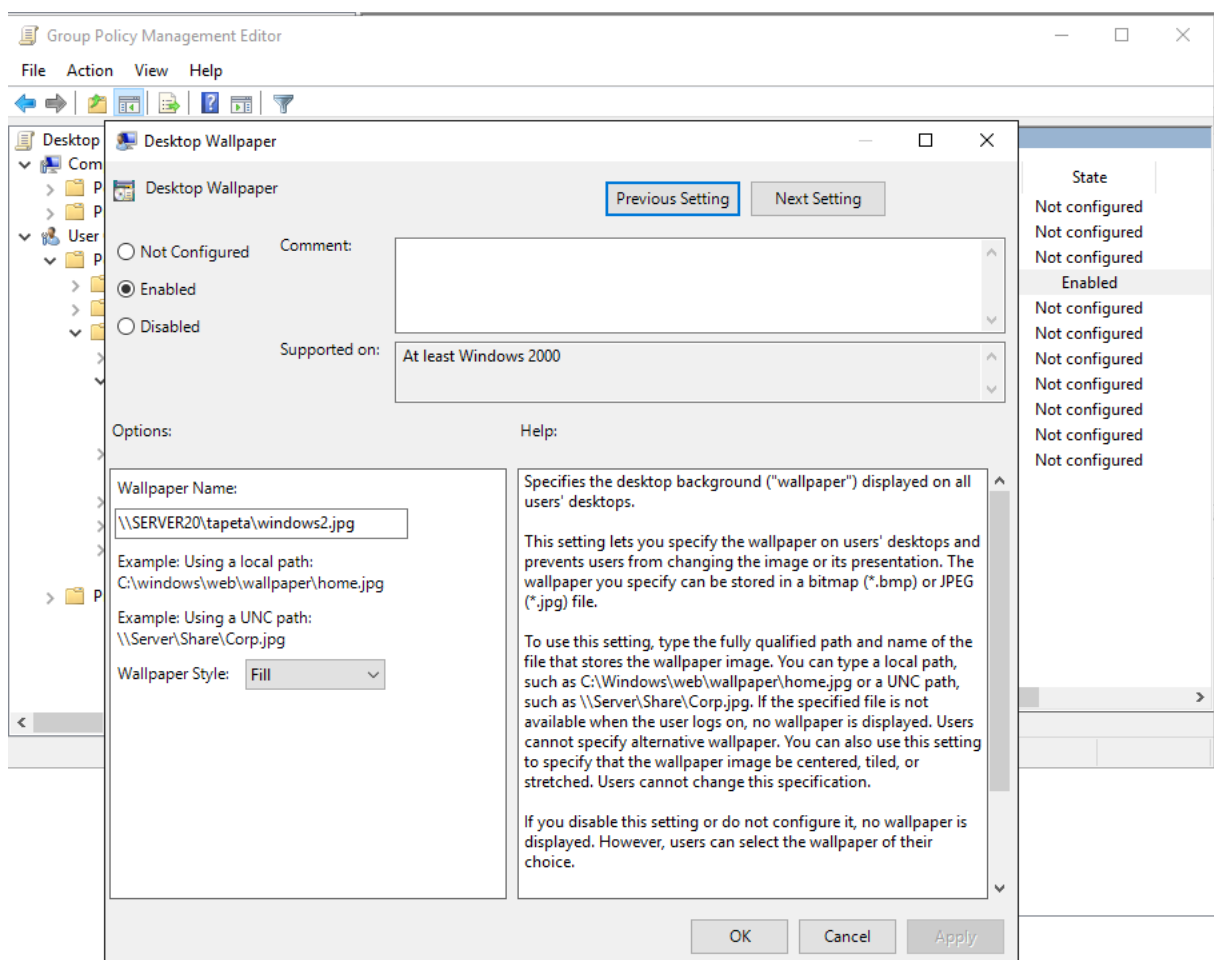 Group Policy Management Editor
File Action View Help
Desktop
Desktop Wallpaper
Com
Desktop Wallpaper
Previous Setting
Next Setting
State
P
P
Not configured
User
Not configured
P
Not configured
Enabled
Not configured
Not configured
Not configured
Not configured
Not configured
Not configured
Not configured
P
Not Configured
Comment:
Enabled
Disabled
Supported on:
At least Windows 2000
Options:
Help:
Wallpaper Name:
\\SERVER20\tapeta\windows2.jpg
Example: Using a local path:
C:\windows\web\wallpaper\home.jpg
Example: Using a UNC path:
\\Server\Share\Corp.jpg
Wallpaper Style: Fill
Specifies the desktop background ("wallpaper") displayed on all
users' desktops.
This setting lets you specify the wallpaper on users' desktops and
prevents users from changing the image or its presentation. The
wallpaper you specify can be stored in a bitmap (*.bmp) or JPEG
(*.jpg) file.
To use this setting, type the fully qualified path and name of the
file that stores the wallpaper image. You can type a local path,
such as C:\Windows\web\wallpaper\home.jpg or a UNC path,
such as \\Server\Share\Corp.jpg. If the specified file is not
available when the user logs on, no wallpaper is displayed. Users
cannot specify alternative wallpaper. You can also use this setting
to specify that the wallpaper image be centered, tiled, or
stretched. Users cannot change this specification.
If you disable this setting or do not configure it, no wallpaper is
displayed. However, users can select the wallpaper of their
choice.
OK
Cancel
Apply